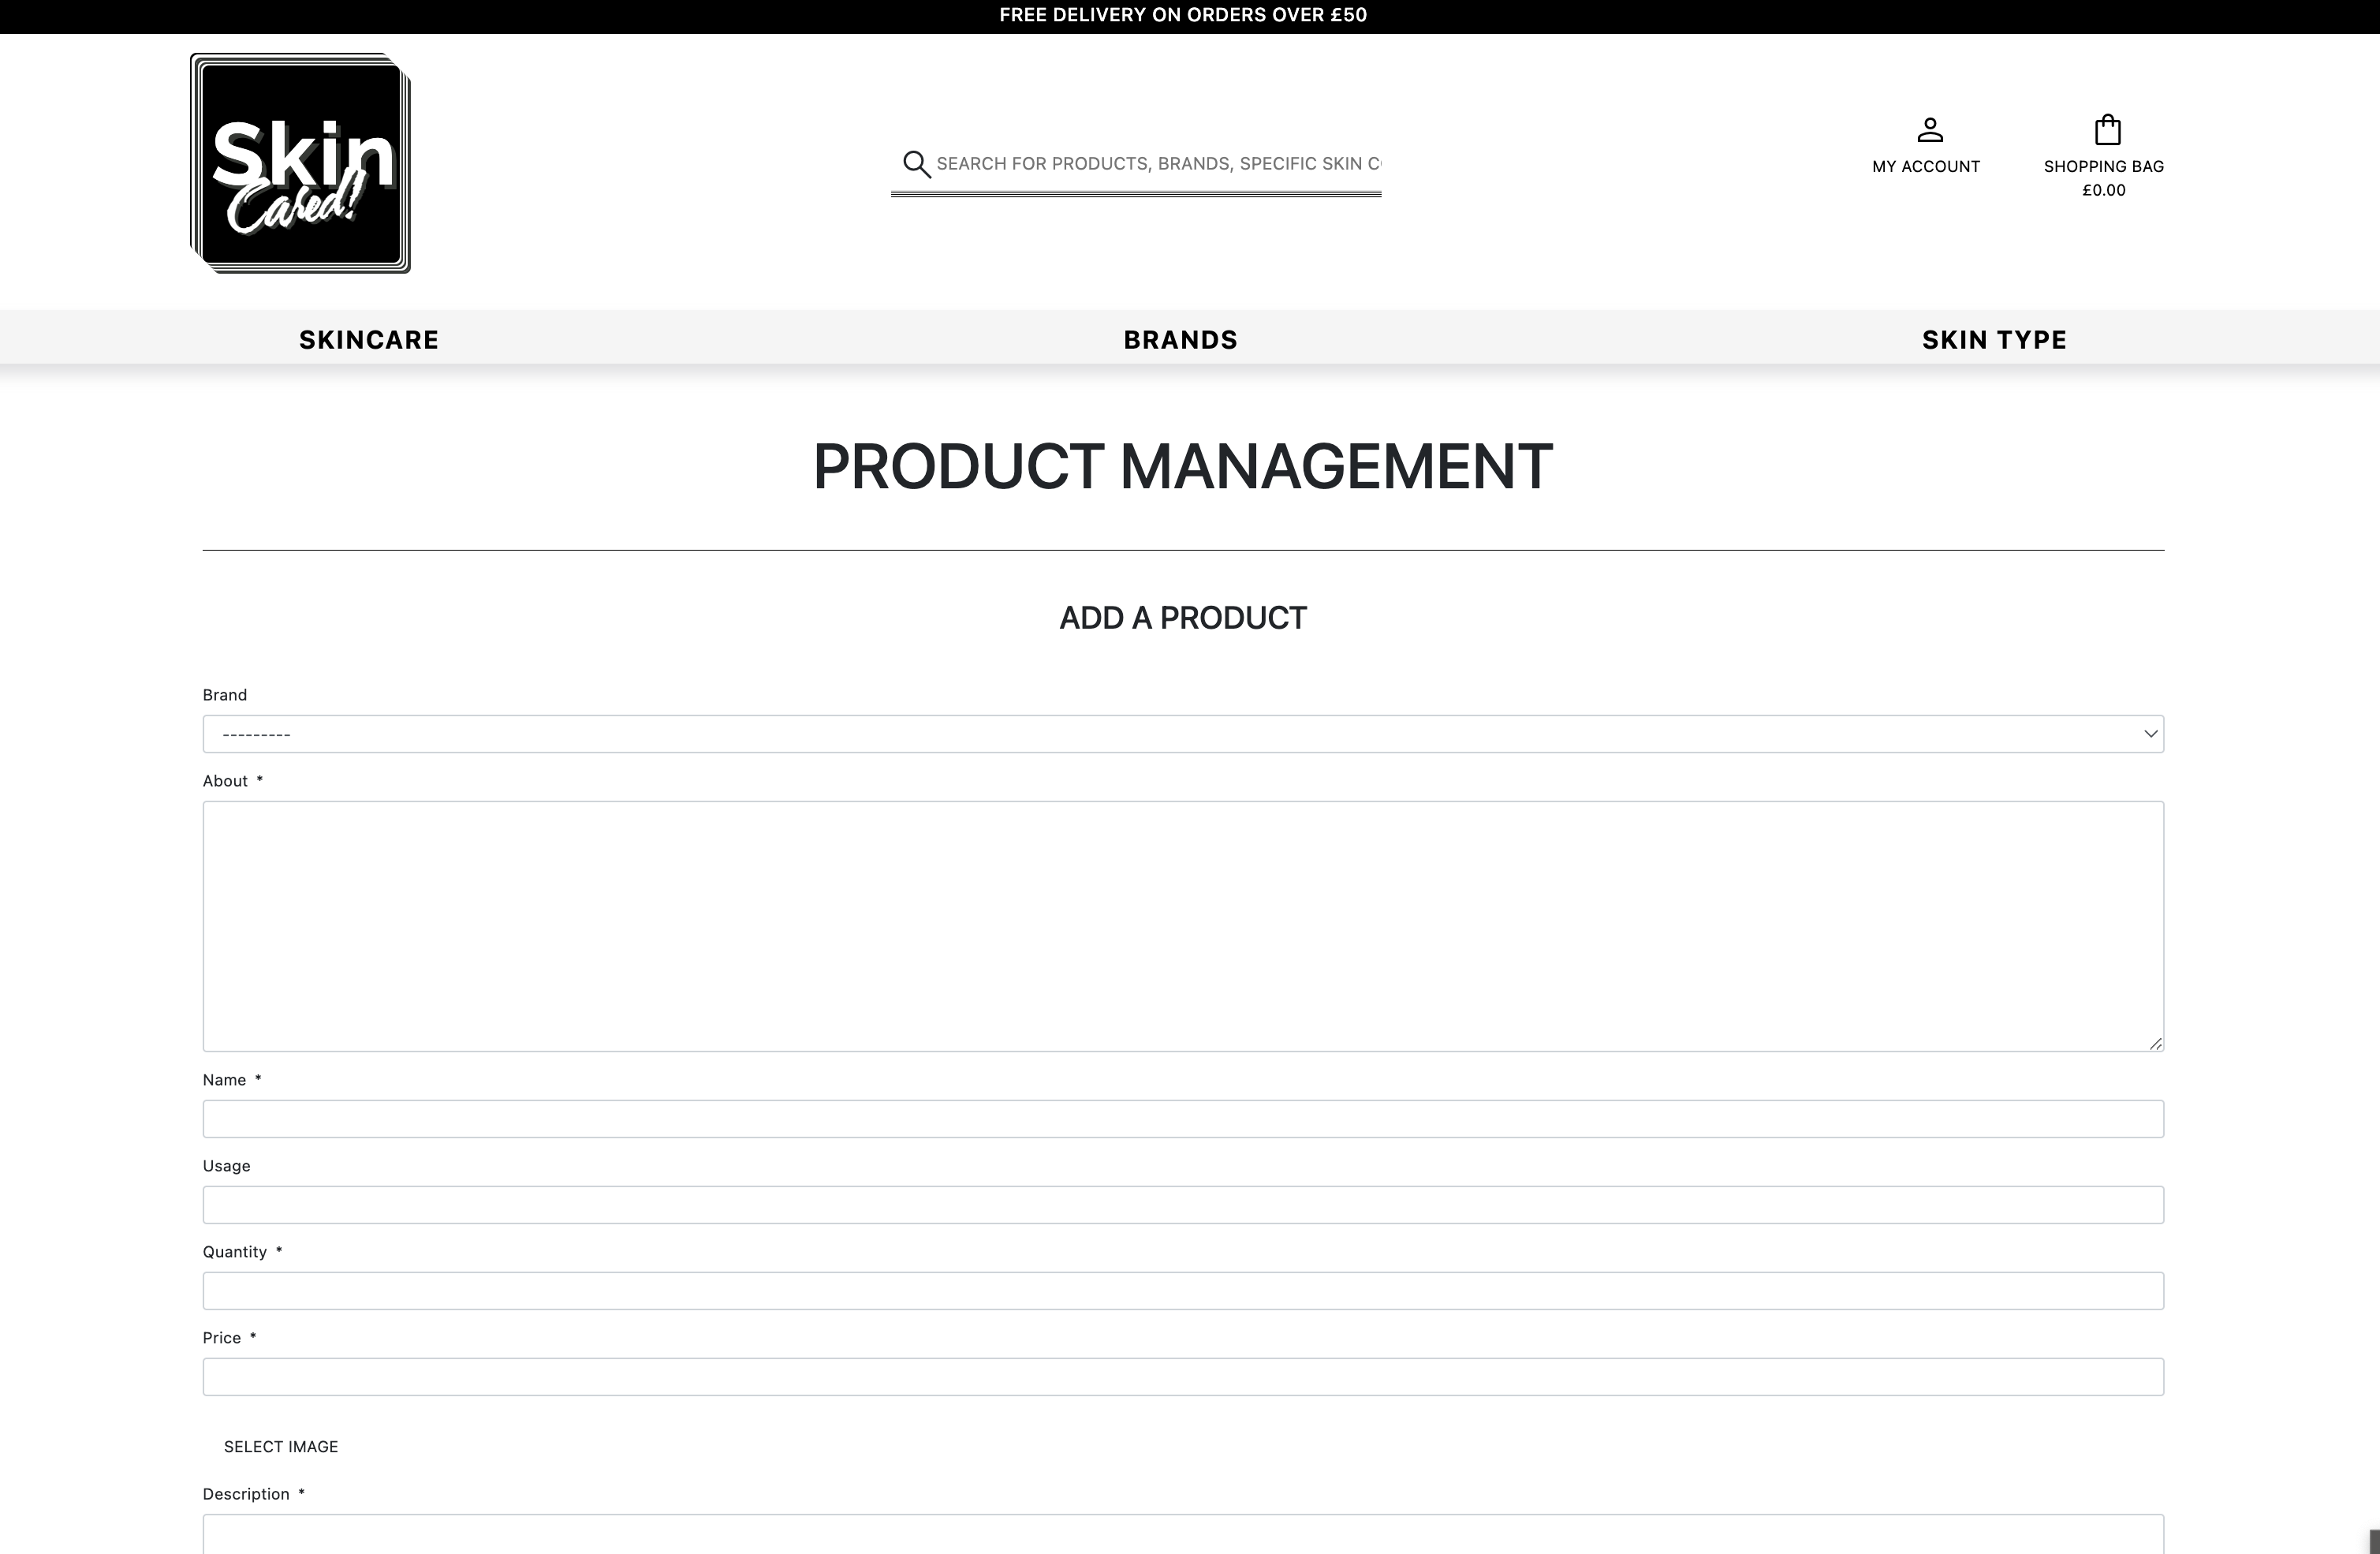 FREE DELIVERY ON ORDERS OVER £50
Skin
Cared!
SEARCH FOR PRODUCTS, BRANDS, SPECIFIC SKIN C
MY ACCOUNT
SHOPPING BAG
£0.00
SKINCARE
BRANDS
SKIN TYPE
PRODUCT MANAGEMENT
ADD A PRODUCT
Brand
---------
About *
Name *
Usage
Quantity *
Price *
SELECT IMAGE
Description *